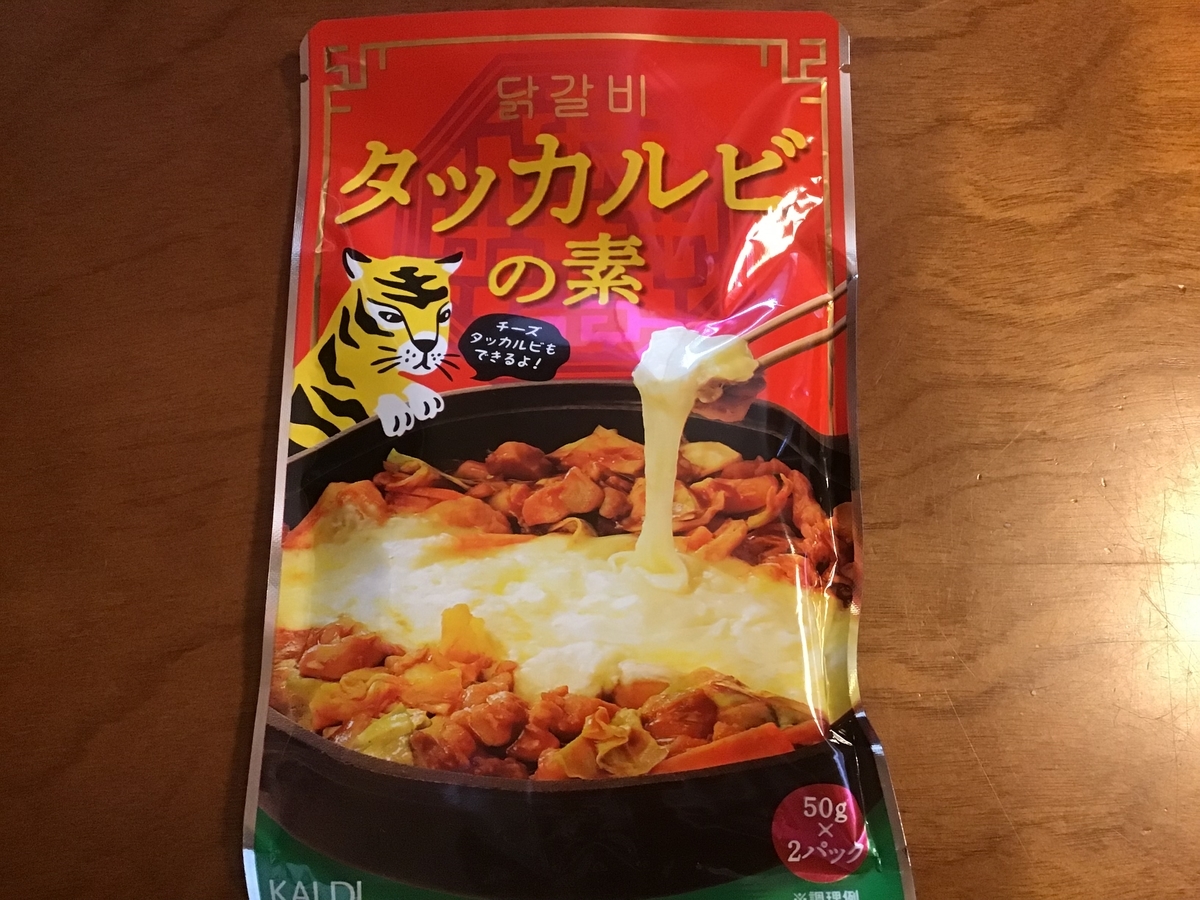 닭갈비
タッカルビ
の素
チーズ
タッカルビも
できるよ!
50g
×
2パック
KALDI
※調理例